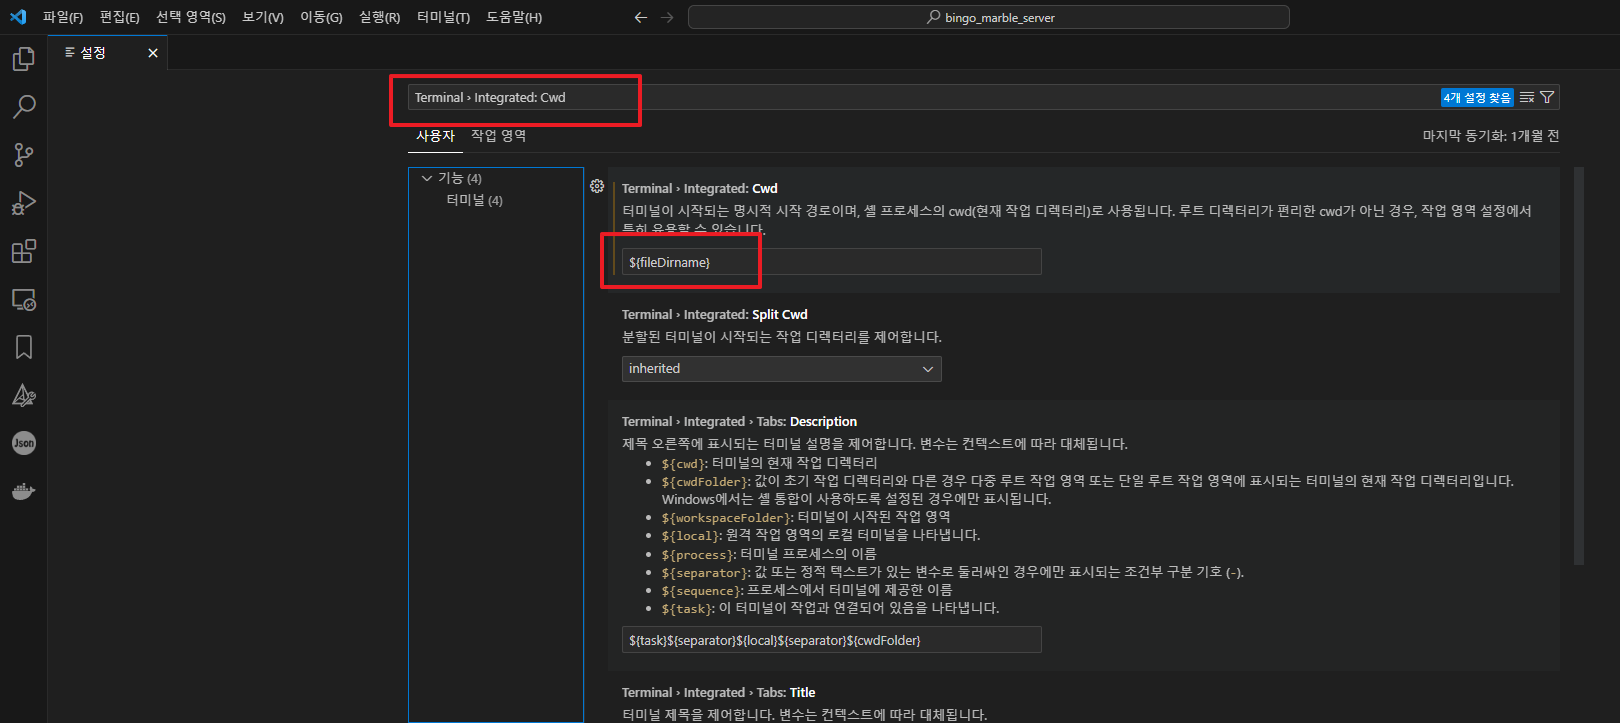 파일(F) 편집(E) 선택 영역(S) 보기(V) 이동(G) 실행(R) 터미널(T) 도움말(H) bingo_marble_server
설정
Terminal › Integrated: Cwd
4개 설정 찾음
사용자 작업 영역
마지막 동기화: 1개월 전
기능 (4)
터미널 (4)
Terminal › Integrated: Cwd
터미널이 시작되는 명시적 시작 경로이며, 셸 프로세스의 cwd(현재 작업 디렉터리)로 사용됩니다. 루트 디렉터리가 편리한 cwd가 아닌 경우, 작업 영역 설정에서
특히 유용할 수 있습니다.
${fileDirname}
Terminal › Integrated: Split Cwd
분할된 터미널이 시작되는 작업 디렉터리를 제어합니다.
inherited
Terminal › Integrated › Tabs: Description
제목 오른쪽에 표시되는 터미널 설명을 제어합니다. 변수는 컨텍스트에 따라 대체됩니다.
• ${cwd}: 터미널의 현재 작업 디렉터리
• ${cwdFolder}: 값이 초기 작업 디렉터리와 다른 경우 다중 루트 작업 영역 또는 단일 루트 작업 영역에 표시되는 터미널의 현재 작업 디렉터리입니다.
Windows에서는 셸 통합이 사용하도록 설정된 경우에만 표시됩니다.
• ${workspaceFolder}: 터미널이 시작된 작업 영역
• ${local}: 원격 작업 영역의 로컬 터미널을 나타냅니다.
• ${process}: 터미널 프로세스의 이름
• ${separator}: 값 또는 정적 텍스트가 있는 변수로 둘러싸인 경우에만 표시되는 조건부 구분 기호 (-).
• ${sequence}: 프로세스에서 터미널에 제공한 이름
• ${task}: 이 터미널이 작업과 연결되어 있음을 나타냅니다.
${task}${separator}${local}${separator}${cwdFolder}
Json
Terminal › Integrated › Tabs: Title
터미널 제목을 제어합니다. 변수는 컨텍스트에 따라 대체됩니다.